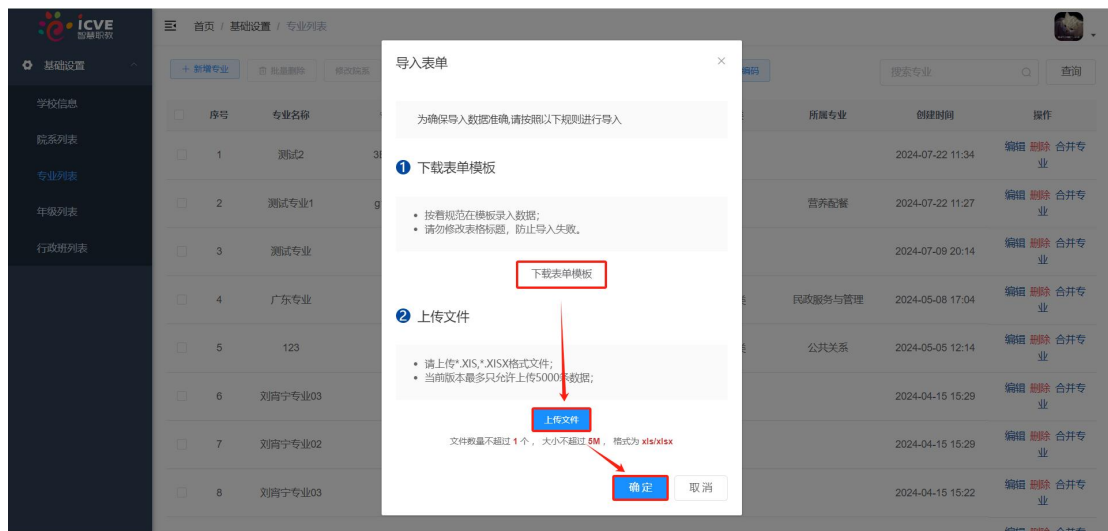 icve
智慧职教
首页 / 基础设置 / 专业列表
基础设置
学校信息
院系列表
专业列表
年级列表
行政班列表
+ 新增专业
批量删除
修改院系
编码
搜索专业
查询
序号 专业名称 所属专业 创建时间 操作
1 测试2 38 2024-07-22 11:34 编辑 删除 合并专业
2 测试专业1 g 营养配餐 2024-07-22 11:27 编辑 删除 合并专业
3 测试专业 2024-07-09 20:14 编辑 删除 合并专业
4 广东专业 民政服务与管理 2024-05-08 17:04 编辑 删除 合并专业
5 123 公共关系 2024-05-05 12:14 编辑 删除 合并专业
6 刘宵宁专业03 2024-04-15 15:29 编辑 删除 合并专业
7 刘宵宁专业02 2024-04-15 15:29 编辑 删除 合并专业
8 刘宵宁专业03 2024-04-15 15:22 编辑 删除 合并专业
导入表单
为确保导入数据准确,请按照以下规则进行导入
1 下载表单模板
• 按着规范在模板录入数据;
• 请勿修改表格标题，防止导入失败。
下载表单模板
2 上传文件
• 请上传*.XlS,*.XlSX格式文件;
• 当前版本最多只允许上传5000条数据;
上传文件
文件数量不超过 1 个 ， 大小不超过 5M ， 格式为 xls/xlsx
确定
取消